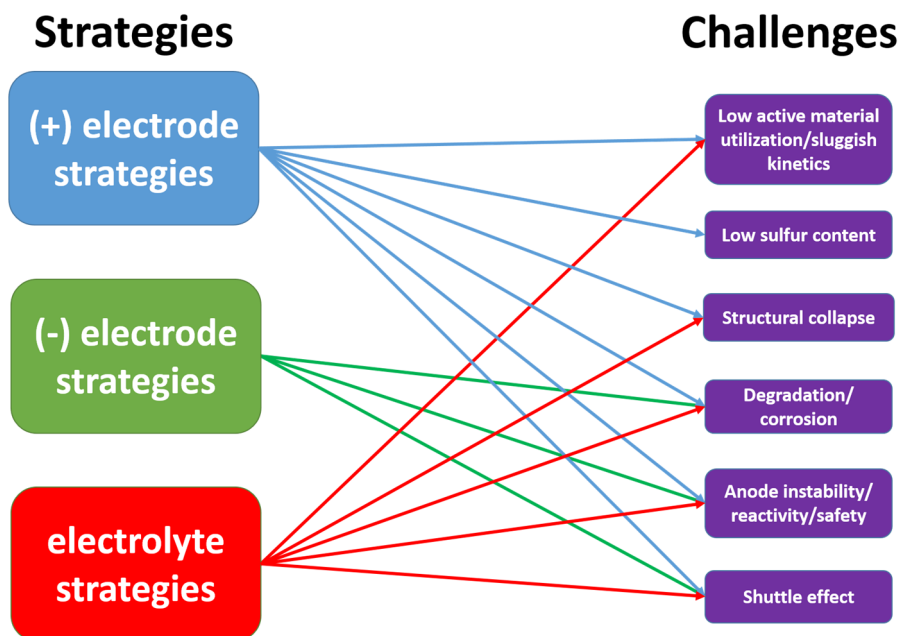 Strategies
Challenges
(+) electrode
strategies
(-) electrode
strategies
electrolyte
strategies
Low active material
utilization/sluggish
kinetics
Low sulfur content
Structural collapse
Degradation/
corrosion
Anode instability/
reactivity/safety
Shuttle effect